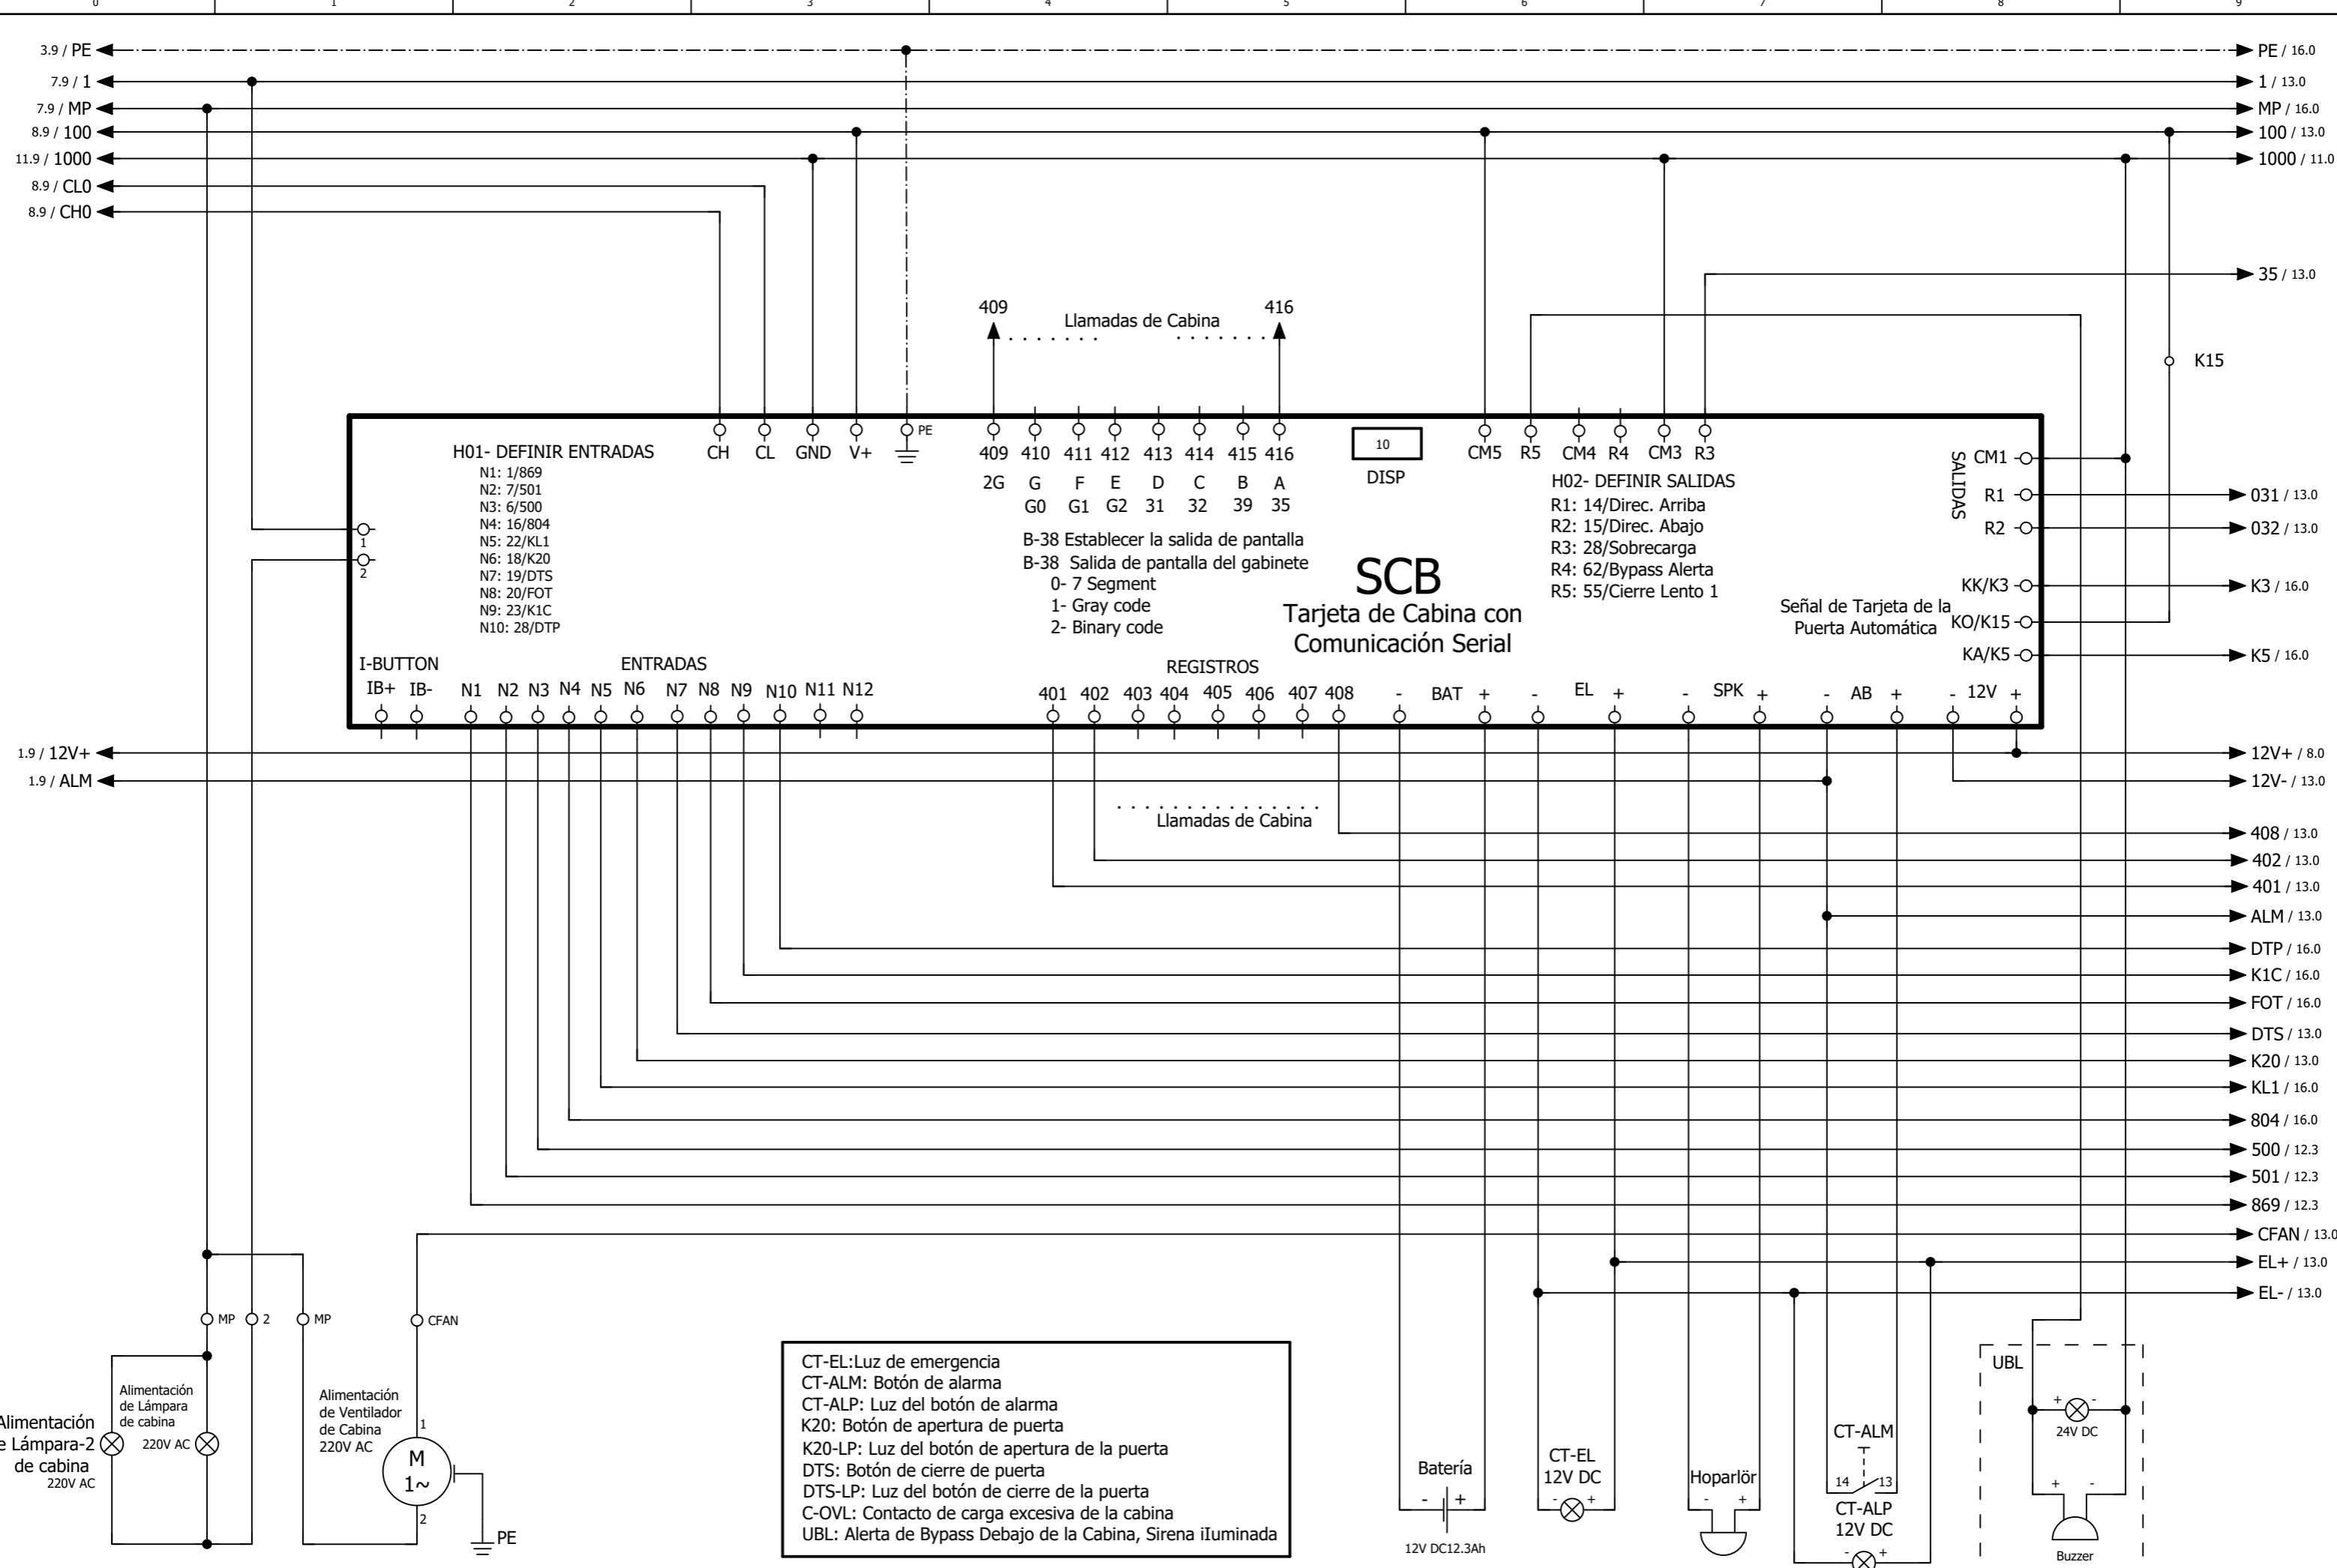 0 1 2 3 4 5 6 7 8 9
3.9 / PE
PE / 16.0
7.9 / 1
1 / 13.0
7.9 / MP
MP / 16.0
8.9 / 100
100 / 13.0
11.9 / 1000
1000 / 11.0
8.9 / CL0
8.9 / CH0
35 / 13.0
409
Llamadas de Cabina
416
K15
H01- DEFINIR ENTRADAS
N1: 1/869
N2: 7/501
N3: 6/500
N4: 16/804
N5: 22/KL1
N6: 18/K20
N7: 19/DTS
N8: 20/FOT
N9: 23/K1C
N10: 28/DTP
1
2
CH CL GND V+ PE
409 410 411 412 413 414 415 416
2G G F E D C B A
G0 G1 G2 31 32 39 35
B-38 Establecer la salida de pantalla
B-38 Salida de pantalla del gabinete
0- 7 Segment
1- Gray code
2- Binary code
10
DISP
SCB
Tarjeta de Cabina con
Comunicación Serial
CM5 R5 CM4 R4 CM3 R3
H02- DEFINIR SALIDAS
R1: 14/Direc. Arriba
R2: 15/Direc. Abajo
R3: 28/Sobrecarga
R4: 62/Bypass Alerta
R5: 55/Cierre Lento 1
SALIDAS
CM1
R1
031 / 13.0
R2
032 / 13.0
KK/K3
K3 / 16.0
Señal de Tarjeta de la
Puerta Automática
KO/K15
KA/K5
K5 / 16.0
I-BUTTON
IB+ IB-
ENTRADAS
N1 N2 N3 N4 N5 N6 N7 N8 N9 N10 N11 N12
REGISTROS
401 402 403 404 405 406 407 408
- BAT +
- EL +
- SPK +
- AB +
- 12V +
1.9 / 12V+
12V+ / 8.0
1.9 / ALM
12V- / 13.0
Llamadas de Cabina
408 / 13.0
402 / 13.0
401 / 13.0
ALM / 13.0
DTP / 16.0
K1C / 16.0
FOT / 16.0
DTS / 13.0
K20 / 13.0
KL1 / 16.0
804 / 16.0
500 / 12.3
501 / 12.3
869 / 12.3
CFAN / 13.0
EL+ / 13.0
EL- / 13.0
MP 2 MP CFAN
Alimentación
de Lámpara
de cabina
220V AC
Lámpara-2
de cabina
220V AC
Alimentación
de Ventilador
de Cabina
220V AC
1
M
1~
2
PE
CT-EL:Luz de emergencia
CT-ALM: Botón de alarma
CT-ALP: Luz del botón de alarma
K20: Botón de apertura de puerta
K20-LP: Luz del botón de apertura de la puerta
DTS: Botón de cierre de puerta
DTS-LP: Luz del botón de cierre de la puerta
C-OVL: Contacto de carga excesiva de la cabina
UBL: Alerta de Bypass Debajo de la Cabina, Sirena iIuminada
Batería
- +
12V DC12.3Ah
CT-EL
12V DC
- +
Hoparlör
- +
CT-ALM
14 13
CT-ALP
12V DC
- +
UBL
+ -
24V DC
+ -
Buzzer